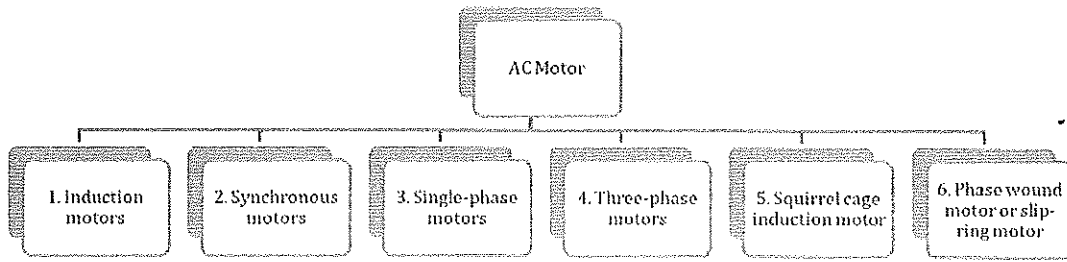 AC Motor
1. Induction
motors
2. Synchronous
motors
3. Single-phase
motors
4. Three-phase
motors
5. Squirrel cage
induction motor
6. Phase wound
motor or slip-
ring motor